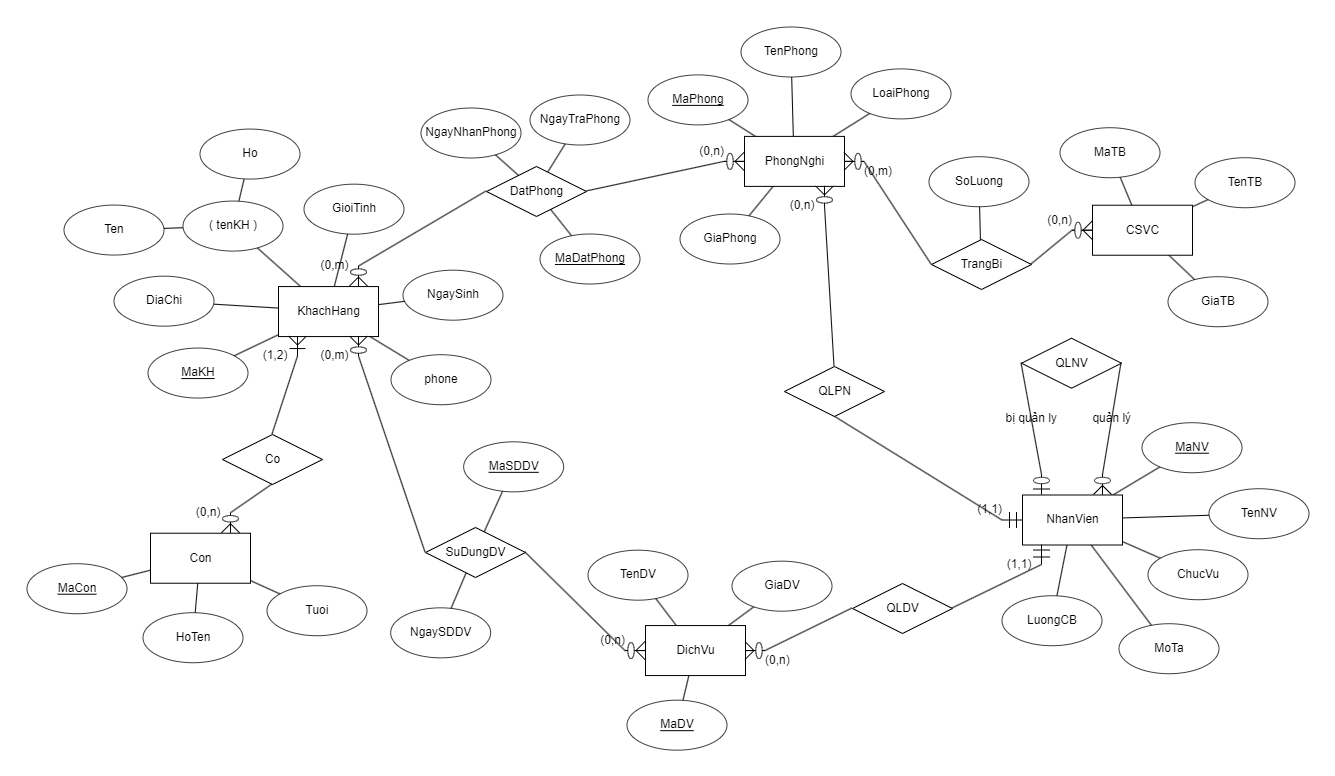 TenPhong
MaPhong
LoaiPhong
NgayNhanPhong
NgayTraPhong
(0,n)
PhongNghi
(0,m)
Ho
MaTB
SoLuong
TenTB
DatPhong
GioiTinh
(0,n)
Ten
( tenKH )
GiaPhong
(0,n)
CSVC
MaDatPhong
TrangBi
(0,m)
DiaChi
KhachHang
NgaySinh
GiaTB
(1,2)
(0,m)
MaKH
phone
QLNV
QLPN
bị quản ly
quản lý
MaNV
Co
MaSDDV
(0,n)
(1,1)
NhanVien
TenNV
Con
SuDungDV
(1,1)
MaCon
TenDV
GiaDV
ChucVu
HoTen
Tuoi
NgaySDDV
QLDV
LuongCB
(0,n)
DichVu
(0,n)
MoTa
MaDV